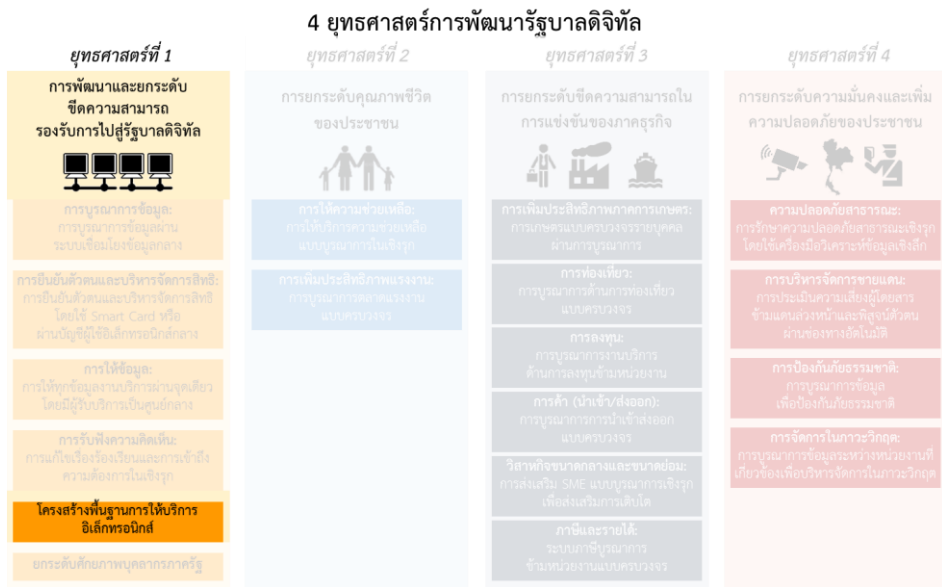 4 ยุทธศาสตร์การพัฒนารัฐบาลดิจิทัล
ยุทธศาสตร์ที่ 1
การพัฒนาและยกระดับ
ขีดความสามารถ
รองรับการไปสู่รัฐบาลดิจิทัล
การบูรณาการข้อมูล:
การบูรณาการข้อมูลผ่าน
ระบบเชื่อมโยงข้อมูลกลาง
การยืนยันตัวตนและบริหารจัดการสิทธิ:
การยืนยันตัวตนและบริหารจัดการสิทธิ
โดยใช้ Smart Card หรือ
ผ่านบัญชีผู้ใช้อิเล็กทรอนิกส์กลาง
การให้ข้อมูล:
การให้ทุกข้อมูลงานบริการผ่านจุดเดียว
โดยมีผู้รับบริการเป็นศูนย์กลาง
การรับฟังความคิดเห็น:
การแก้ไขเรื่องร้องเรียนและการเข้าถึง
ความต้องการในเชิงรุก
โครงสร้างพื้นฐานการให้บริการ
อิเล็กทรอนิกส์
ยกระดับศักยภาพบุคลากรภาครัฐ
ยุทธศาสตร์ที่ 2
การยกระดับคุณภาพชีวิต
ของประชาชน
การให้ความช่วยเหลือ:
การให้บริการความช่วยเหลือ
แบบบูรณาการในเชิงรุก
การเพิ่มประสิทธิภาพแรงงาน:
การบูรณาการตลาดแรงงาน
แบบครบวงจร
ยุทธศาสตร์ที่ 3
การยกระดับขีดความสามารถใน
การแข่งขันของภาคธุรกิจ
การเพิ่มประสิทธิภาพภาคการเกษตร:
การเกษตรแบบครบวงจรรายบุคคล
ผ่านการบูรณาการ
การท่องเที่ยว:
การบูรณาการด้านการท่องเที่ยว
แบบครบวงจร
การลงทุน:
การบูรณาการงานบริการ
ด้านการลงทุนข้ามหน่วยงาน
การค้า (นำเข้า/ส่งออก):
การบูรณาการการนำเข้าส่งออก
แบบครบวงจร
วิสาหกิจขนาดกลางและขนาดย่อม:
การส่งเสริม SME แบบบูรณาการเชิงรุก
เพื่อส่งเสริมการเติบโต
ภาษีและรายได้:
ระบบภาษีบูรณาการ
ข้ามหน่วยงานแบบครบวงจร
ยุทธศาสตร์ที่ 4
การยกระดับความมั่นคงและเพิ่ม
ความปลอดภัยของประชาชน
ความปลอดภัยสาธารณะ:
การรักษาความปลอดภัยสาธารณะเชิงรุก
โดยใช้เครื่องมือวิเคราะห์ข้อมูลเชิงลึก
การบริหารจัดการชายแดน:
การประเมินความเสี่ยงผู้โดยสาร
ข้ามแดนล่วงหน้าและพิสูจน์ตัวตน
ผ่านช่องทางอัตโนมัติ
การป้องกันภัยธรรมชาติ:
การบูรณาการข้อมูล
เพื่อป้องกันภัยธรรมชาติ
การจัดการในภาวะวิกฤต:
การบูรณาการข้อมูลระหว่างหน่วยงานที่
เกี่ยวข้องเพื่อบริหารจัดการในภาวะวิกฤต